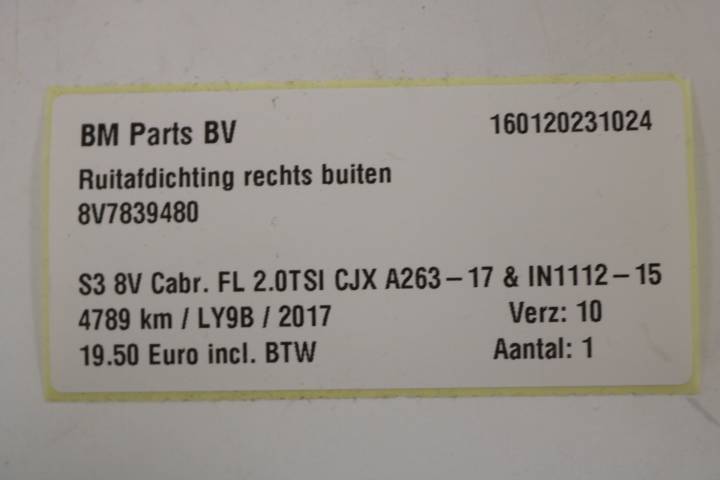 BM Parts BV 160120231024
Ruitafdichting rechts buiten
8V7839480
S3 8V Cabr. FL 2.0TSI CJX A263-17 & IN1112-15
4789 km / LY9B / 2017 Verz: 10
19.50 Euro incl. BTW Aantal: 1